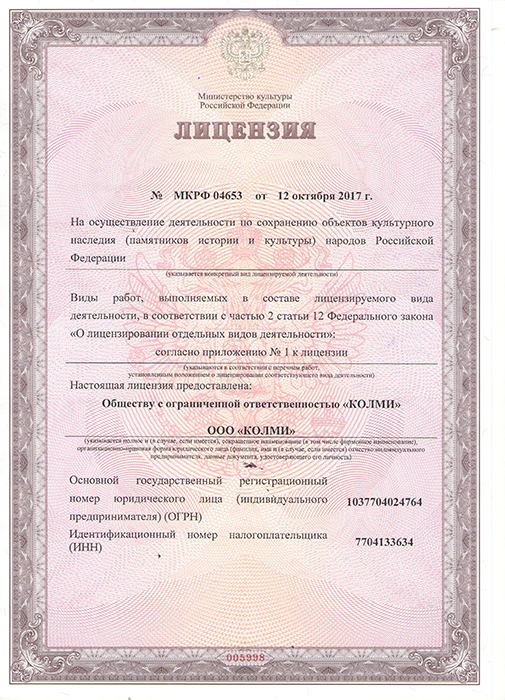 Министерство культуры
Российской Федерации
ЛИЦЕНЗИЯ
№ МКРФ 04653 от 12 октября 2017 г.
На осуществление деятельности по сохранению объектов культурного
наследия (памятников истории и культуры) народов Российской
Федерации
(указывается конкретный вид лицензируемой деятельности)
Виды работ, выполняемых в составе лицензируемого вида
деятельности, в соответствии с частью 2 статьи 12 Федерального закона
«О лицензировании отдельных видов деятельности»:
согласно приложению № 1 к лицензии
(указываются в соответствии с перечнем работ,
установленным положением о лицензировании соответствующего вида деятельности)
Настоящая лицензия предоставлена:
Обществу с ограниченной ответственностью «КОЛМИ»
ООО «КОЛМИ»
(указывается полное и (в случае, если имеется), сокращенное наименование (в том числе фирменное наименование),
организационно-правовая форма юридического лица (фамилия, имя и (в случае, если имеется) отчество индивидуального
предпринимателя, данные документа, удостоверяющего его личность)
Основной государственный регистрационный
номер юридического лица (индивидуального
предпринимателя) (ОГРН) 1037704024764
Идентификационный номер налогоплательщика
(ИНН) 7704133634
005998